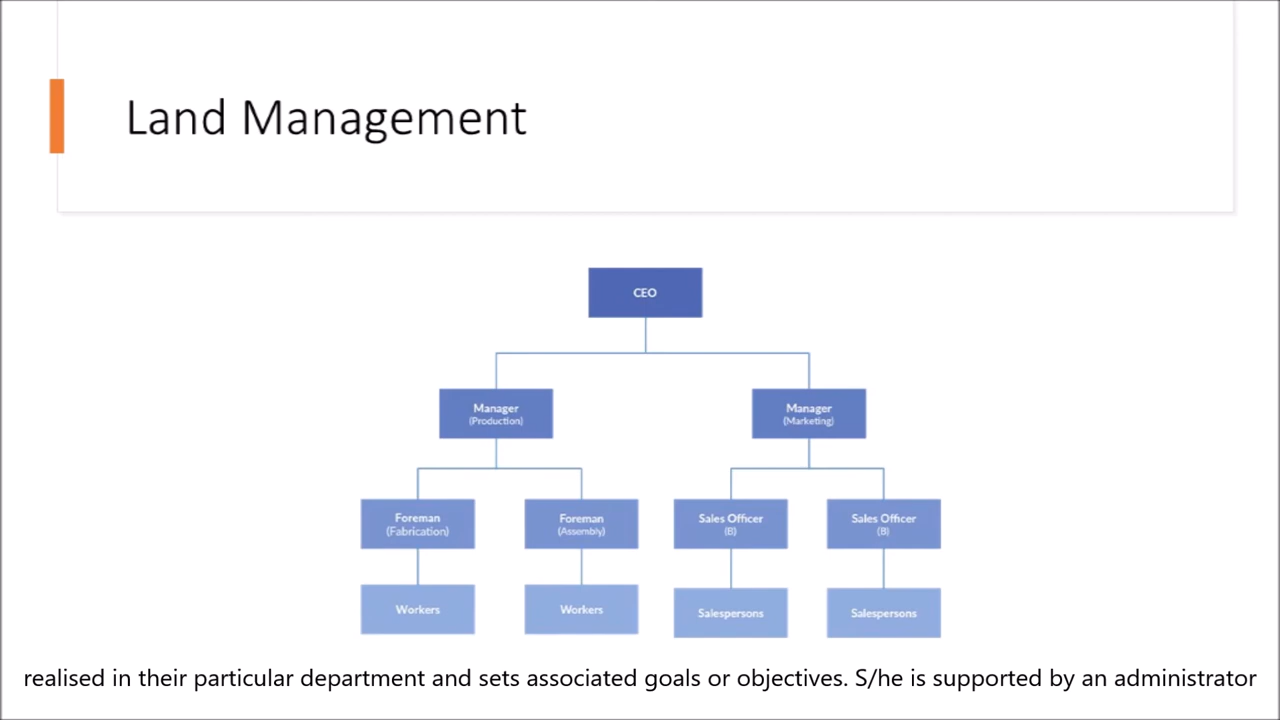 Land Management
CEO
Manager
(Production)
Manager
(Marketing)
Foreman
(Fabrication)
Foreman
(Assembly)
Sales Officer
(B)
Sales Officer
(B)
Workers
Workers
Salespersons
Salespersons
realised in their particular department and sets associated goals or objectives. S/he is supported by an administrator